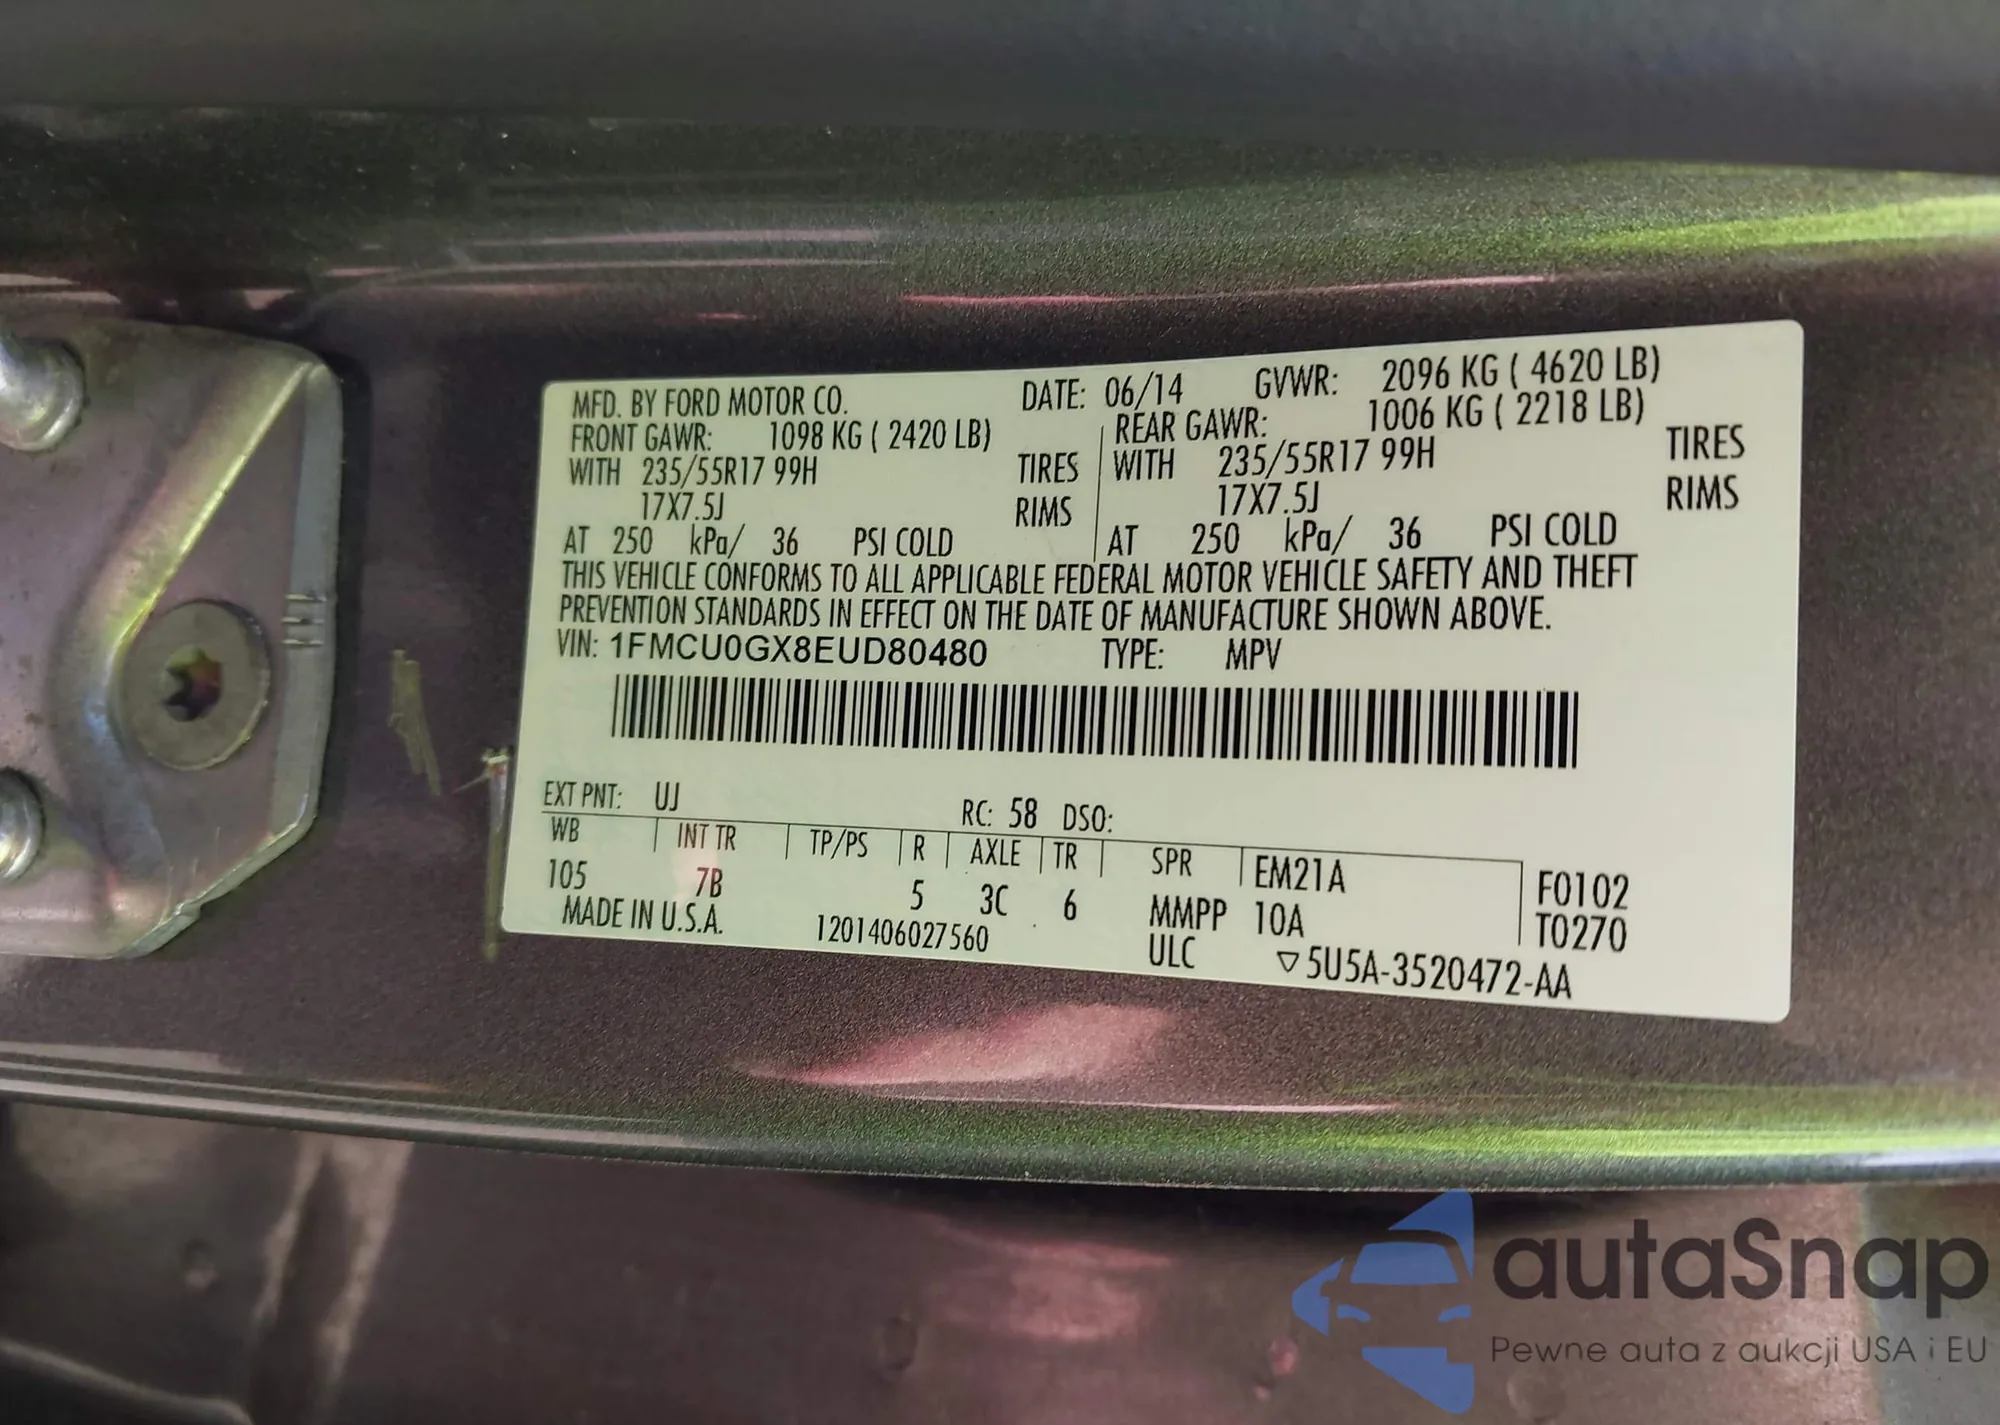 MFD. BY FORD MOTOR CO. DATE: 06/14 GVWR: 2096 KG ( 4620 LB)
FRONT GAWR: 1098 KG ( 2420 LB) REAR GAWR: 1006 KG ( 2218 LB)
WITH 235/55R17 99H TIRES WITH 235/55R17 99H TIRES
17X7.5J RIMS 17X7.5J RIMS
AT 250 kPa/ 36 PSI COLD AT 250 kPa/ 36 PSI COLD
THIS VEHICLE CONFORMS TO ALL APPLICABLE FEDERAL MOTOR VEHICLE SAFETY AND THEFT
PREVENTION STANDARDS IN EFFECT ON THE DATE OF MANUFACTURE SHOWN ABOVE.
VIN: 1FMCU0GX8EUD80480 TYPE: MPV
EXT PNT: UJ RC: 58 DSO:
WB INT TR TP/PS R AXLE TR SPR EM21A F0102
105 7B 5 3C 6 MMPP 10A T0270
MADE IN U.S.A. 1201406027560 ULC ▽5U5A-3520472-AA
autaSnap
Pewne auta z aukcji USA i EU